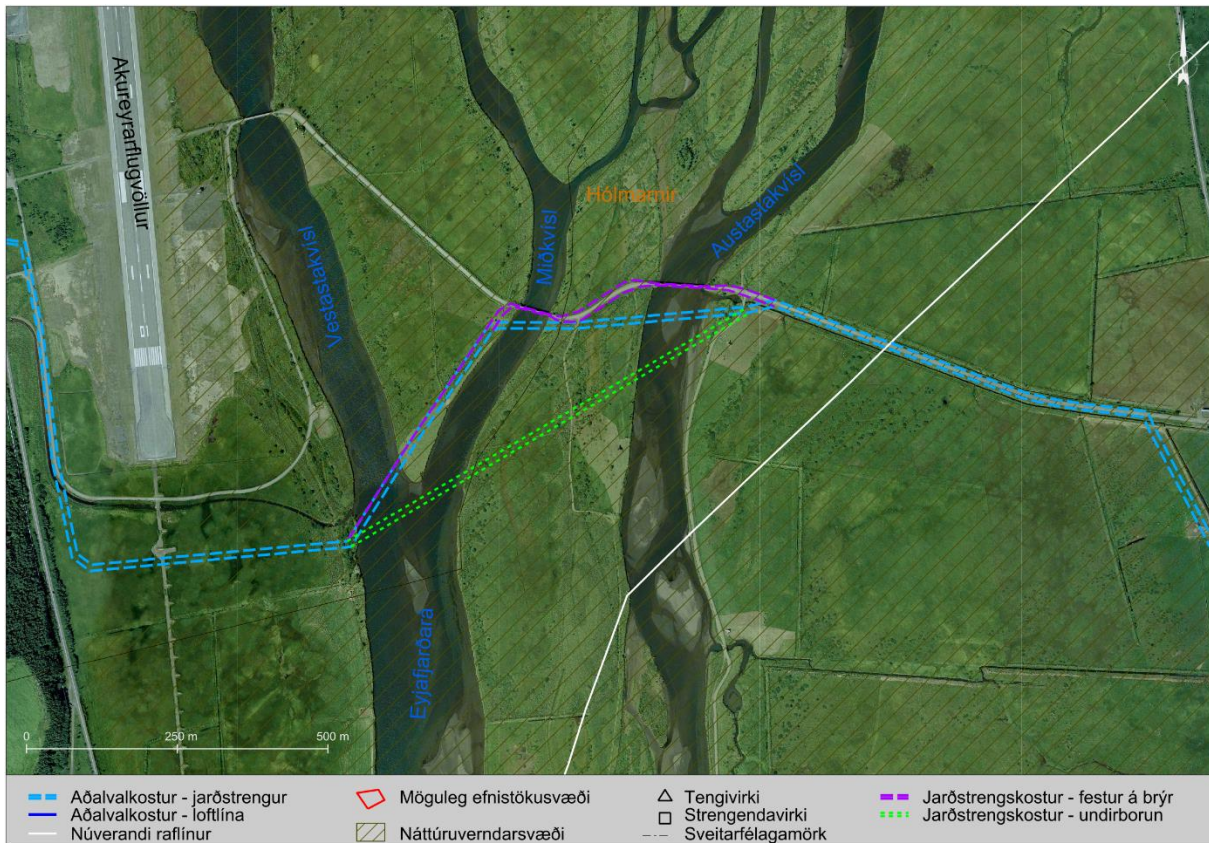 Akureyrarflugvöllur
Vestastakvísl
Miðkvísl
Hólmarnir
Austastakvísl
Eyjafjarðará
0
250 m
500 m
Aðalvalkostur - jarðstrengur
Aðalvalkostur - loftlína
Núverandi raflínur
Möguleg efnistökusvæði
Náttúruverndarsvæði
Tengivirki
Strengendavirki
Sveitarfélagamörk
Jarðstrengskostur - festur á brýr
Jarðstrengskostur - undirborun